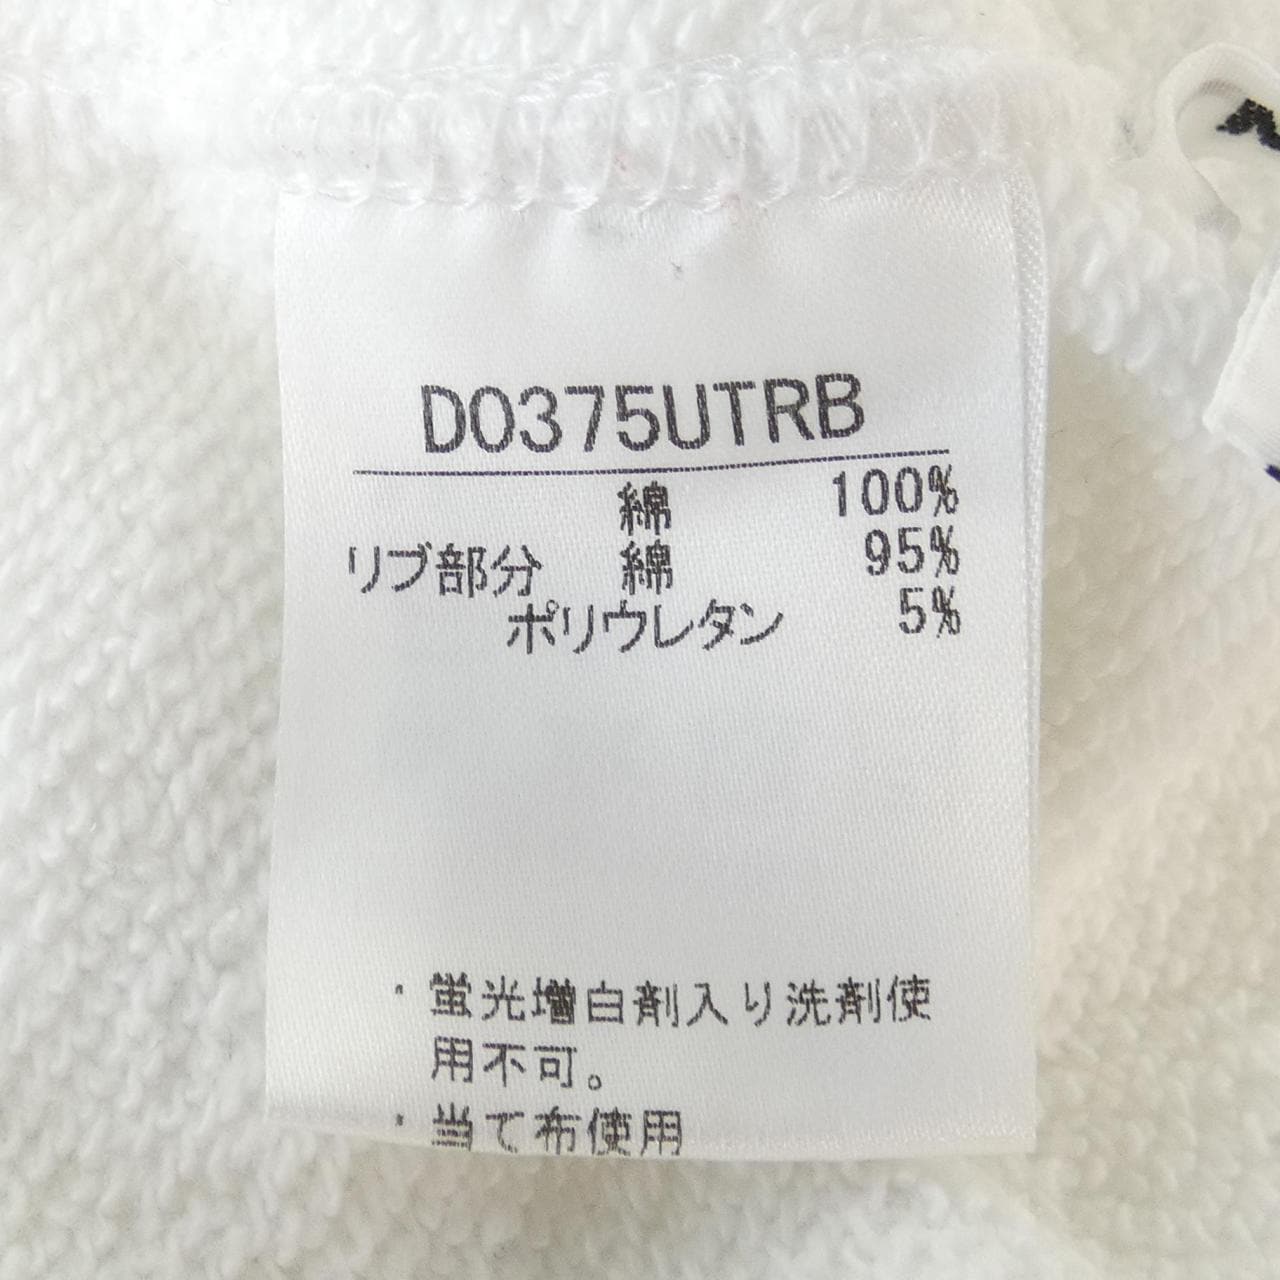 D0375UTRB
綿 100%
リブ部分 綿 95%
ポリウレタン 5%
・蛍光増白剤入り洗剤使
用不可。
・当て布使用